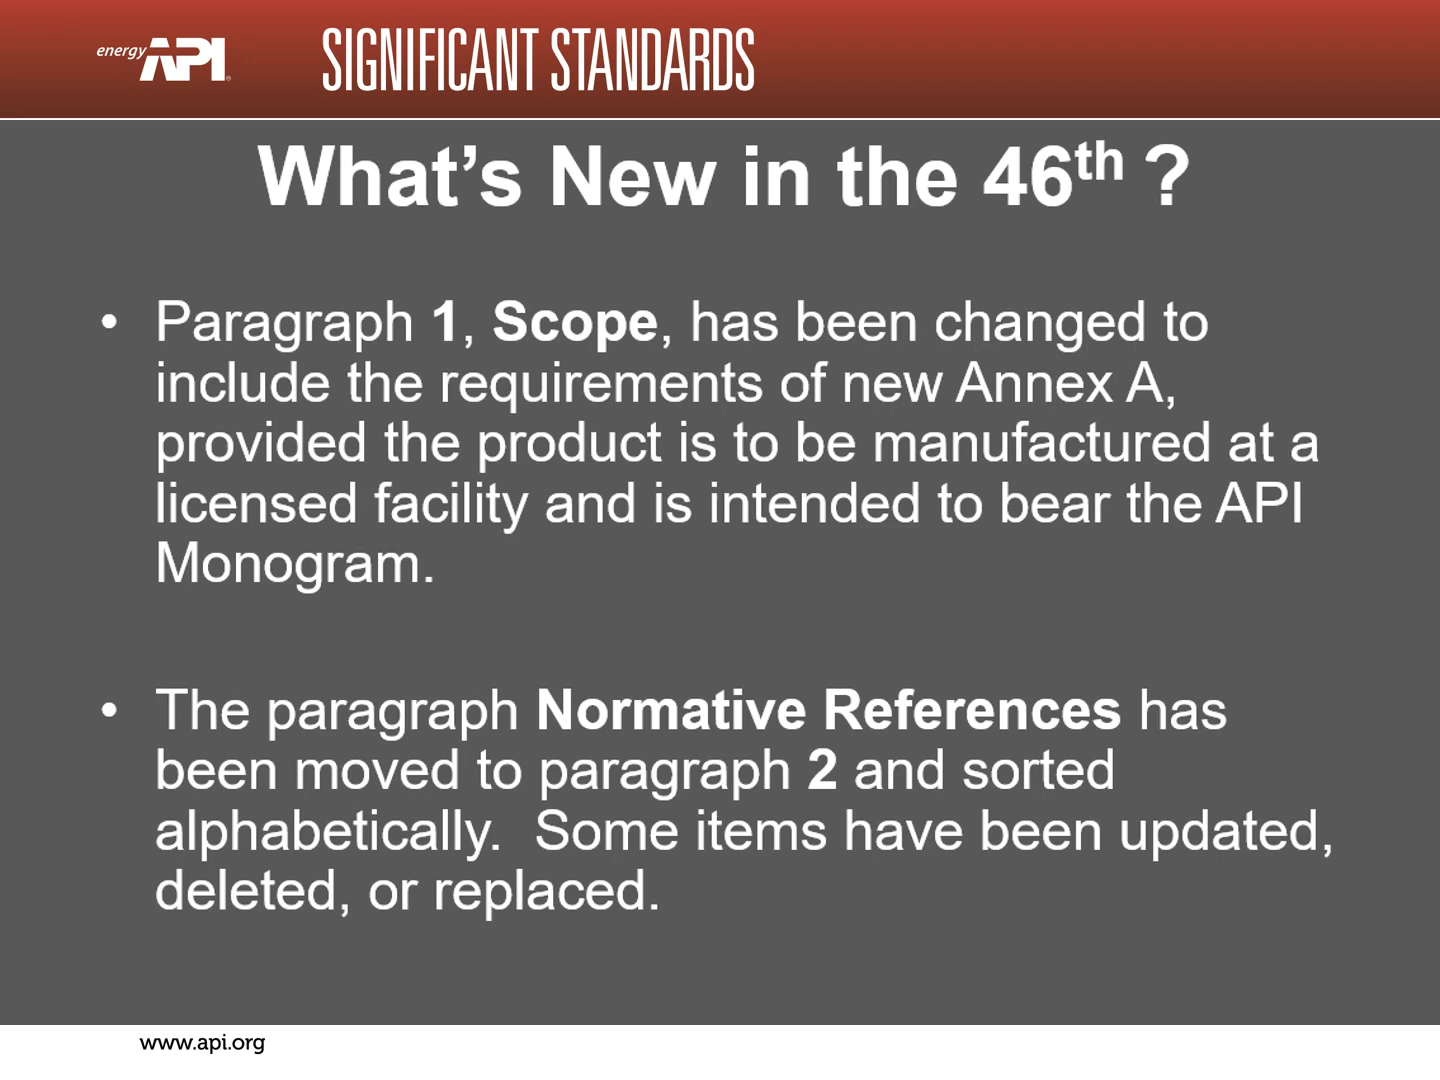 energy API®
SIGNIFICANT STANDARDS
What’s New in the 46th ?
• Paragraph 1, Scope, has been changed to
include the requirements of new Annex A,
provided the product is to be manufactured at a
licensed facility and is intended to bear the API
Monogram.
• The paragraph Normative References has
been moved to paragraph 2 and sorted
alphabetically.  Some items have been updated,
deleted, or replaced.
www.api.org